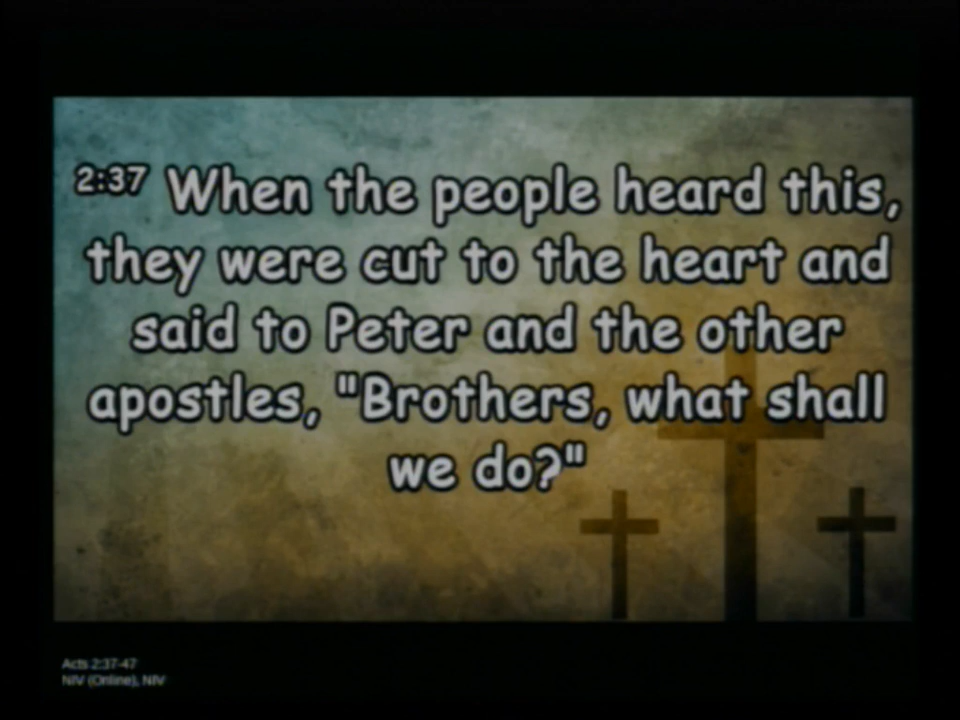 2:37 When the people heard this,
they were cut to the heart and
said to Peter and the other
apostles, "Brothers, what shall
we do?"
Acts 2:37-47
NIV (Online), NIV